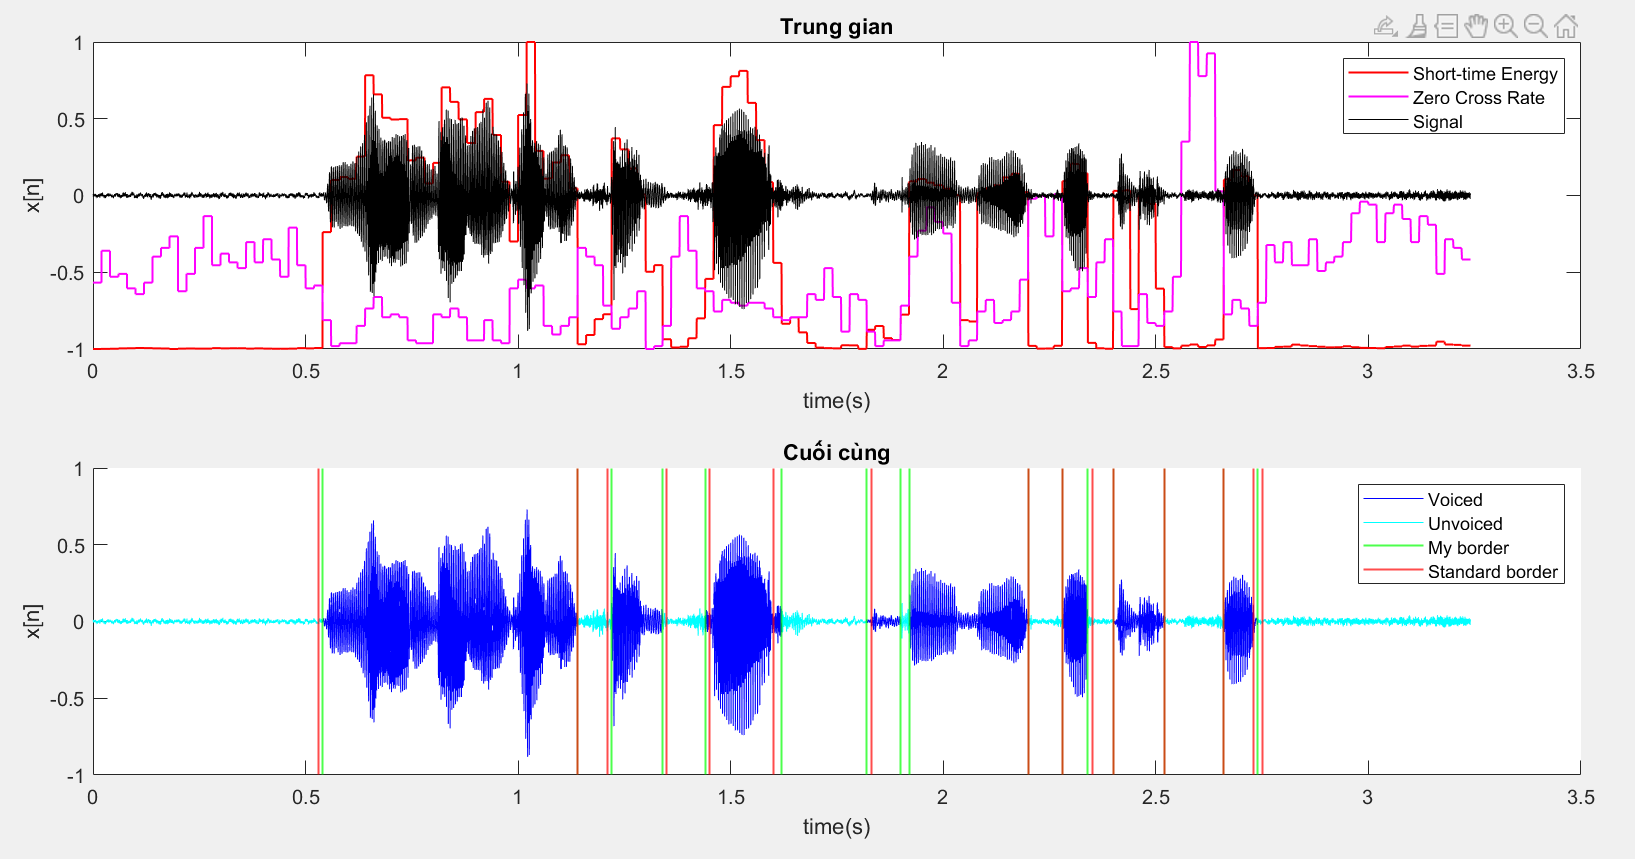 Trung gian
1
0.5
0
-0.5
-1
x[n]
Short-time Energy
Zero Cross Rate
Signal
0 0.5 1 1.5 2 2.5 3 3.5
time(s)
Cuối cùng
1
0.5
0
-0.5
-1
x[n]
Voiced
Unvoiced
My border
Standard border
0 0.5 1 1.5 2 2.5 3 3.5
time(s)